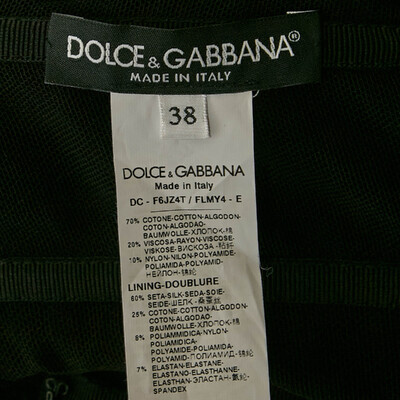 DOLCE & GABBANA®
MADE IN ITALY
38
DOLCE & GABBANA
Made in Italy
DC - F6JZ4T / FLMY4 - E
70% COTONE-COTTON-ALGODON-
COTON-ALGODAO-
BAUMWOLLE-ХЛОПОК-棉
20% VISCOSA-RAYON-VISCOSE-
VISKOSE-ВИСКОЗА-粘纤
10% NYLON-NILON-POLYAMID-
POLIAMIDA-POLYAMIDE-
НЕЙЛОН-锦纶
LINING-DOUBLURE
60% SETA-SILK-SEDA-SOIE-
SEIDE-ШЕЛК-桑蚕丝
25% COTONE-COTTON-ALGODON-
COTON-ALGODAO-
BAUMWOLLE-ХЛОПОК-棉
8% POLIAMMIDICA-NYLON-
POLIAMIDICA-
POLYAMIDE-POLIAMIDA-
POLYAMID-ПОЛИАМИД-锦纶
7% ELASTAN-ELASTANE-
ELASTANO-ELASTHANNE-
ELASTHAN-ЭЛАСТАН-氨纶-
SPANDEX